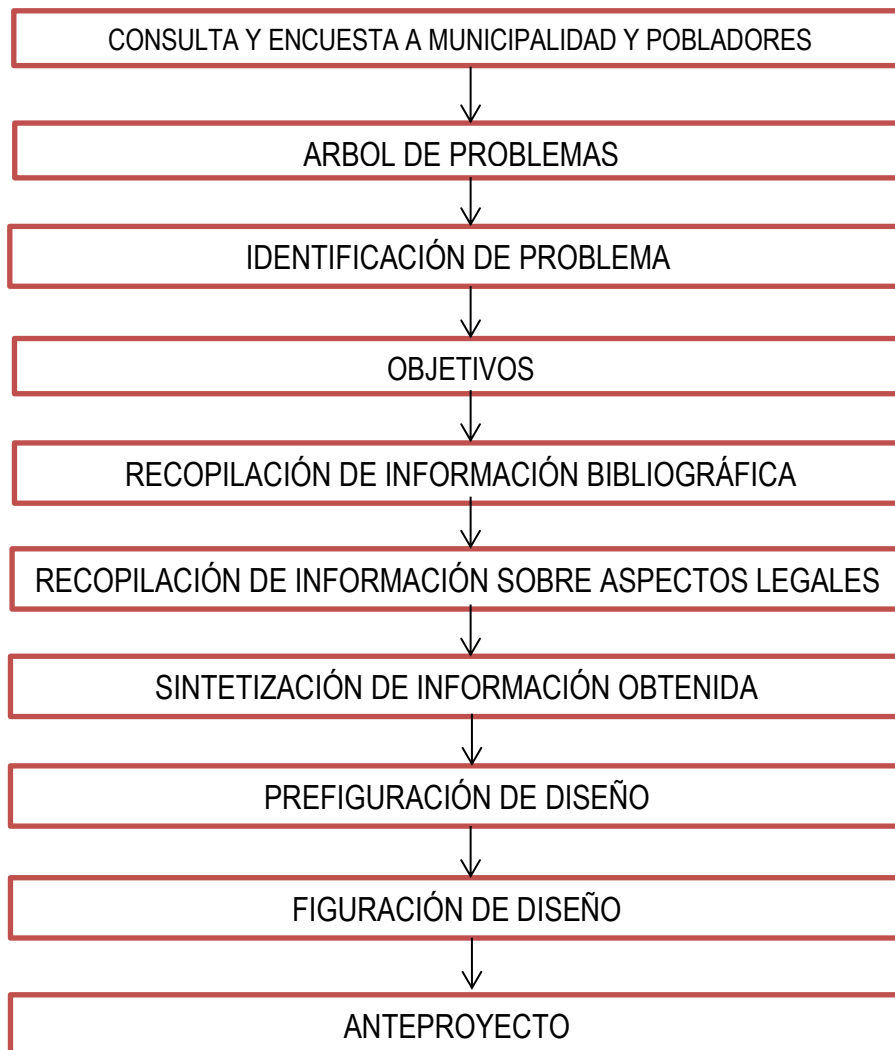 CONSULTA Y ENCUESTA A MUNICIPALIDAD Y POBLADORES
ARBOL DE PROBLEMAS
IDENTIFICACIÓN DE PROBLEMA
OBJETIVOS
RECOPILACIÓN DE INFORMACIÓN BIBLIOGRÁFICA
RECOPILACIÓN DE INFORMACIÓN SOBRE ASPECTOS LEGALES
SINTETIZACIÓN DE INFORMACIÓN OBTENIDA
PREFIGURACIÓN DE DISEÑO
FIGURACIÓN DE DISEÑO
ANTEPROYECTO